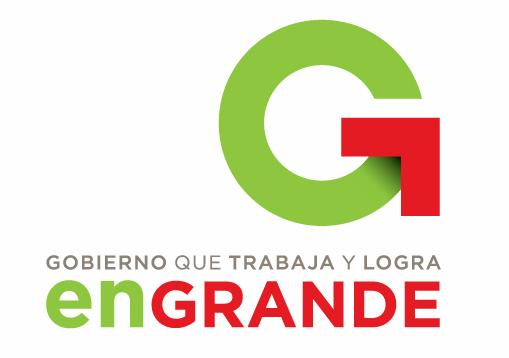 G
GOBIERNO QUE TRABAJA Y LOGRA
enGRANDE